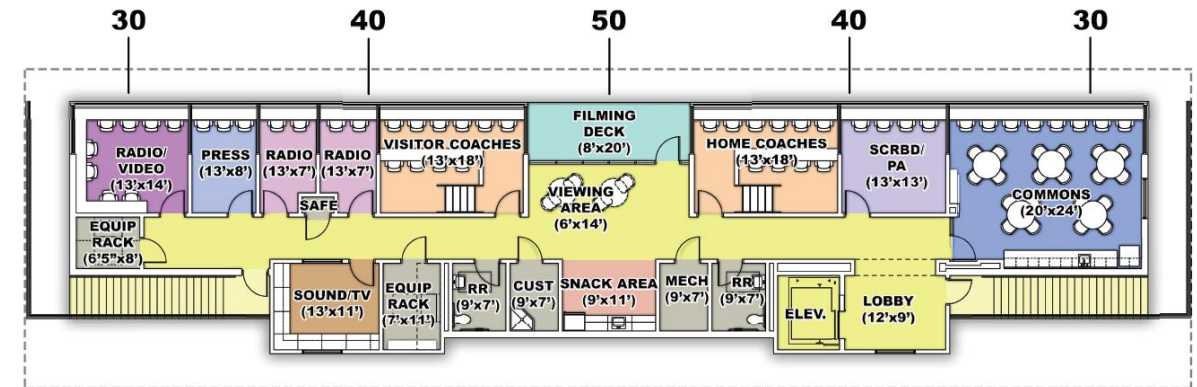 30
40
50
40
30
RADIO/
VIDEO
(13'x14')
PRESS
(13'x8')
RADIO
(13'x7')
RADIO
(13'x7')
SAFE
VISITOR COACHES
(13'x18')
FILMING
DECK
(8'x20')
HOME COACHES
(13'x18')
SCRBD/
PA
(13'x13')
COMMONS
(20'x24')
VIEWING
AREA
(6'x14')
EQUIP
RACK
(6'5"x8')
SOUND/TV
(13'x11')
EQUIP
RACK
(7'x11')
RR
(9'x7')
CUST
(9'x7')
SNACK AREA
(9'x11')
MECH
(9'x7')
RR
(9'x7')
ELEV.
LOBBY
(12'x9')